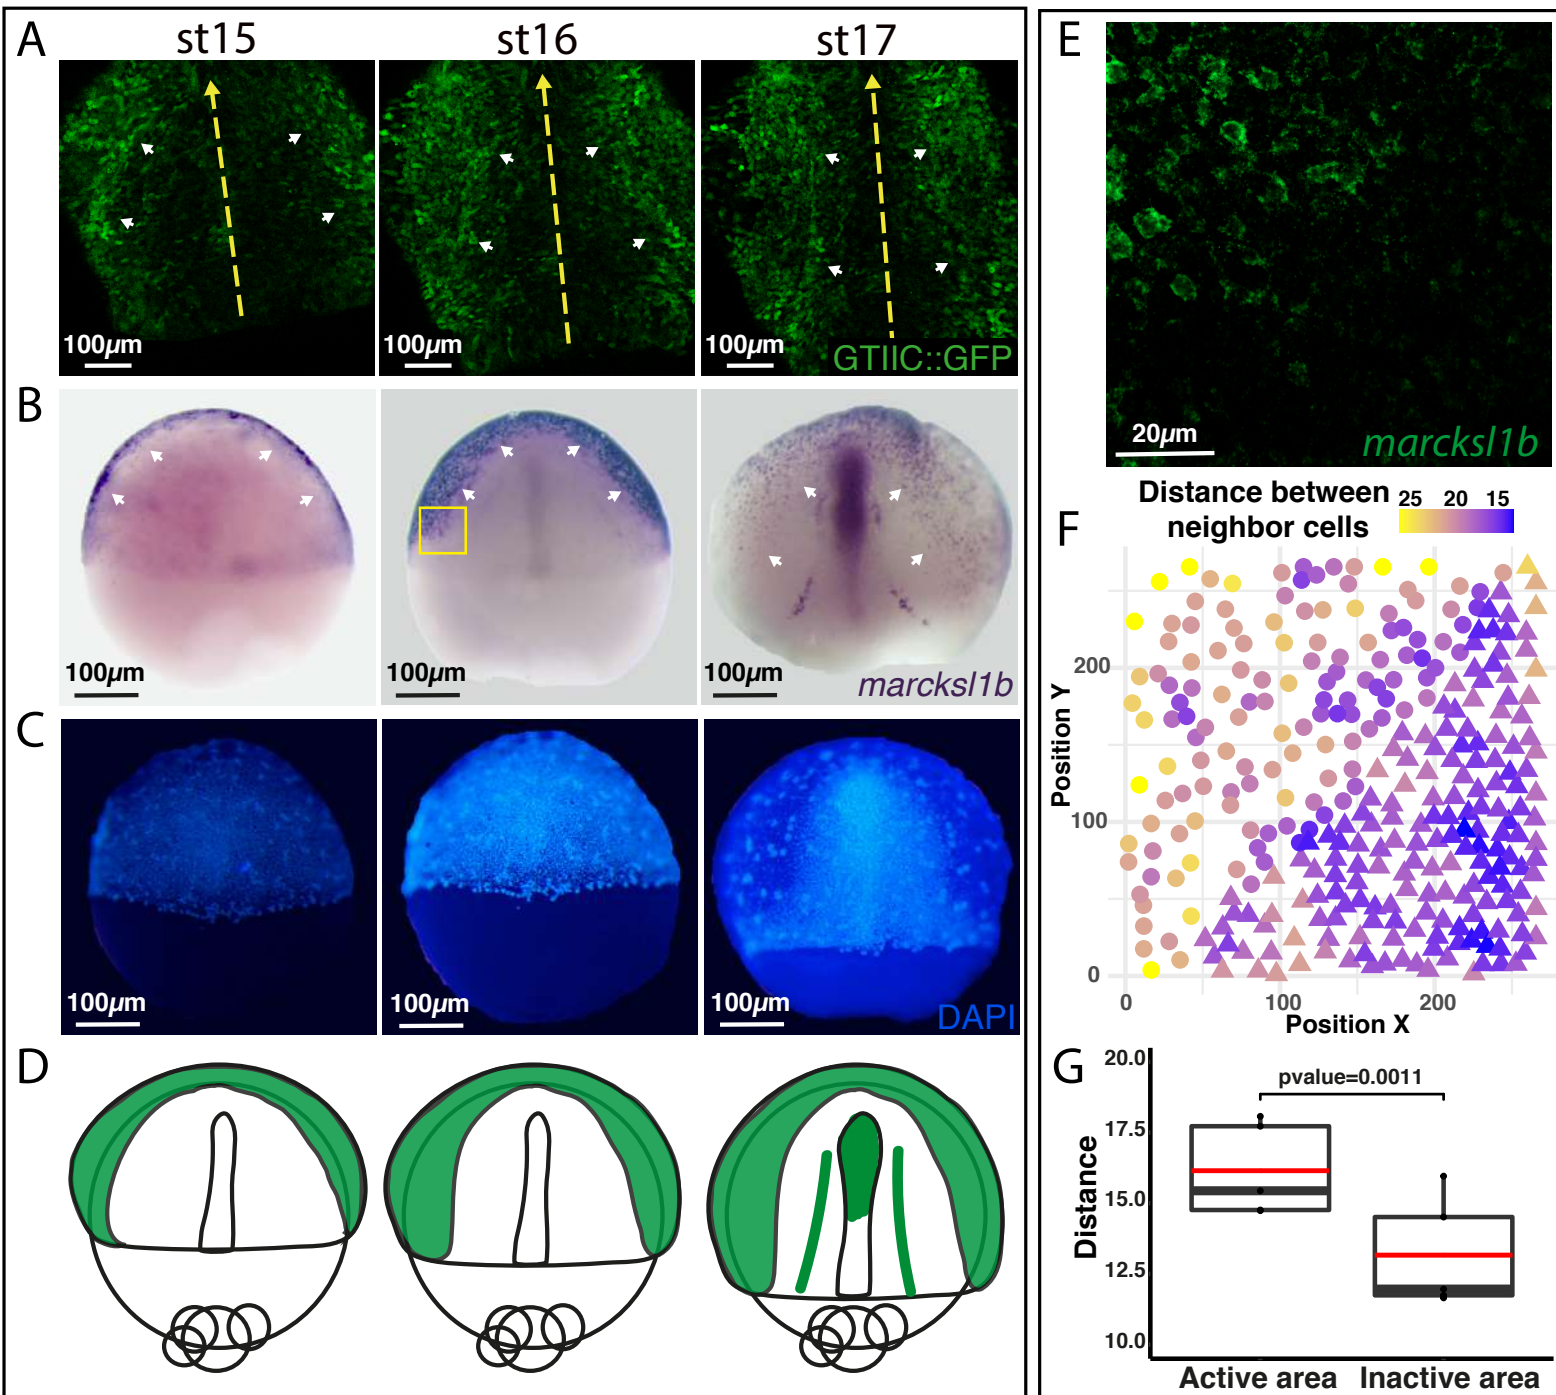 A
st15
st16
st17
100µm
100µm
100µm
GTIIC::GFP
B
100µm
100µm
100µm
marcksl1b
C
100µm
100µm
100µm
DAPI
D
E
20µm
marcksl1b
F
Distance between
neighbor cells
25 20 15
Position Y
200
100
0
0 100 200
Position X
G
Distance
20.0
17.5
15.0
12.5
10.0
pvalue=0.0011
Active area
Inactive area